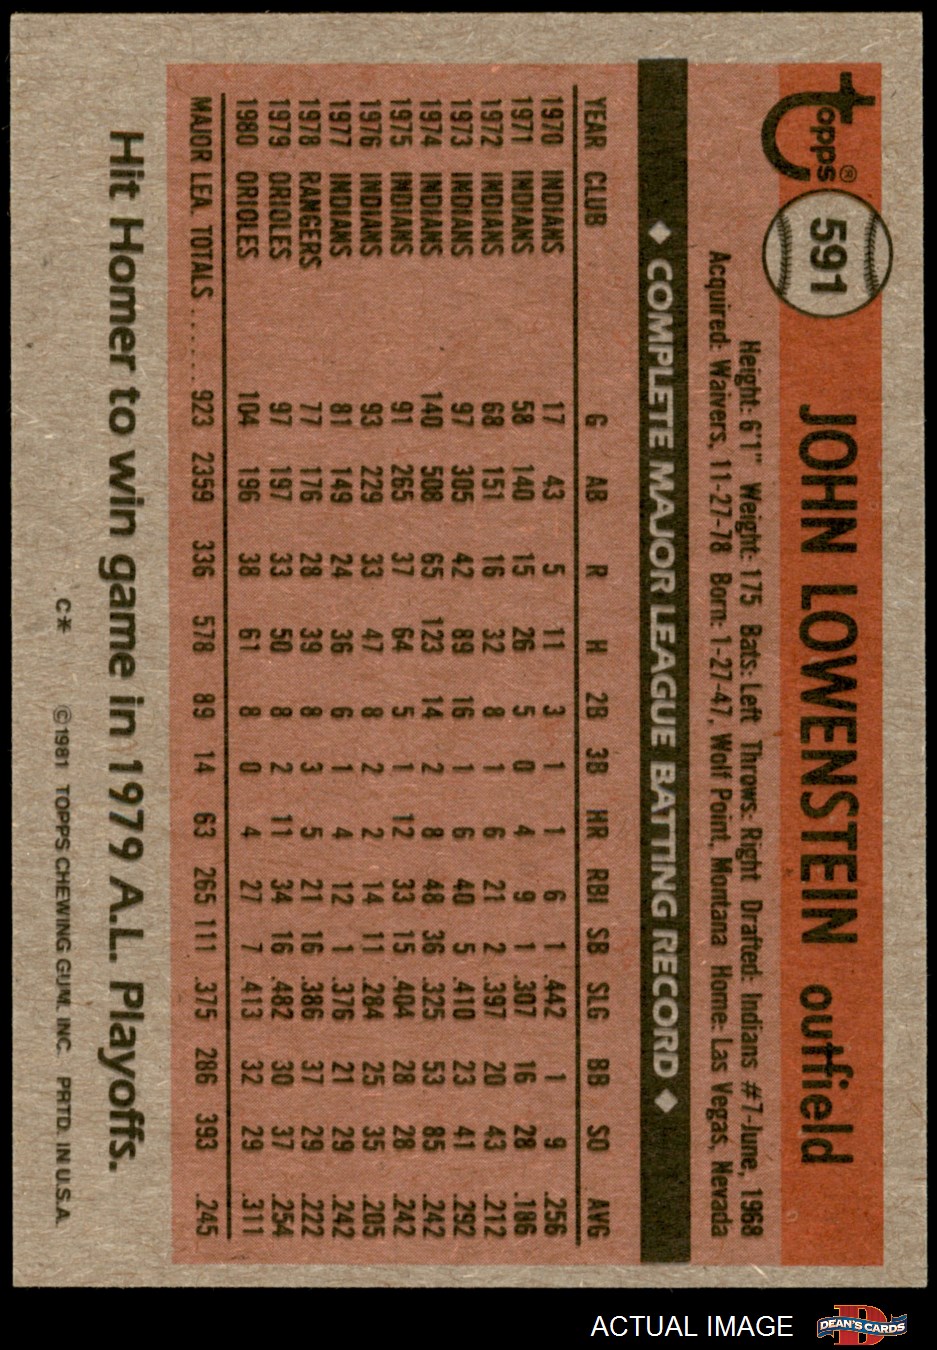 Topps®
591
JOHN LOWENSTEIN outfield
Height: 6'1" Weight: 175 Bats: Left Throws: Right Drafted: Indians #7-June, 1968
Acquired: Waivers, 11-27-78 Born: 1-27-47, Wolf Point, Montana Home: Las Vegas, Nevada
◆ COMPLETE MAJOR LEAGUE BATTING RECORD ◆
YEAR CLUB G AB R H 2B 3B HR RBI SB SLG BB SO AVG
1970 INDIANS 17 43 5 11 3 1 1 6 1 .442 1 9 .256
1971 INDIANS 58 140 15 26 5 0 4 9 1 .307 16 28 .186
1972 INDIANS 68 151 16 32 8 1 6 21 2 .397 20 43 .212
1973 INDIANS 97 305 42 89 16 1 6 40 5 .410 23 41 .292
1974 INDIANS 140 508 65 123 14 2 8 48 36 .325 53 85 .242
1975 INDIANS 91 265 37 64 5 1 12 33 15 .404 28 28 .242
1976 INDIANS 93 229 33 47 8 2 2 14 11 .284 25 35 .205
1977 INDIANS 81 149 24 36 6 1 4 12 1 .376 21 29 .242
1978 RANGERS 77 176 28 39 8 3 5 21 16 .386 37 29 .222
1979 ORIOLES 97 197 33 50 8 2 11 34 16 .482 30 37 .254
1980 ORIOLES 104 196 38 61 8 0 4 27 7 .413 32 29 .311
MAJOR LEA. TOTALS ...... 923 2359 336 578 89 14 63 265 111 .375 286 393 .245
Hit Homer to win game in 1979 A.L. Playoffs.
C* ©1981 TOPPS CHEWING GUM, INC. PRTD. IN U.S.A.
ACTUAL IMAGE
D
DEAN'S CARDS